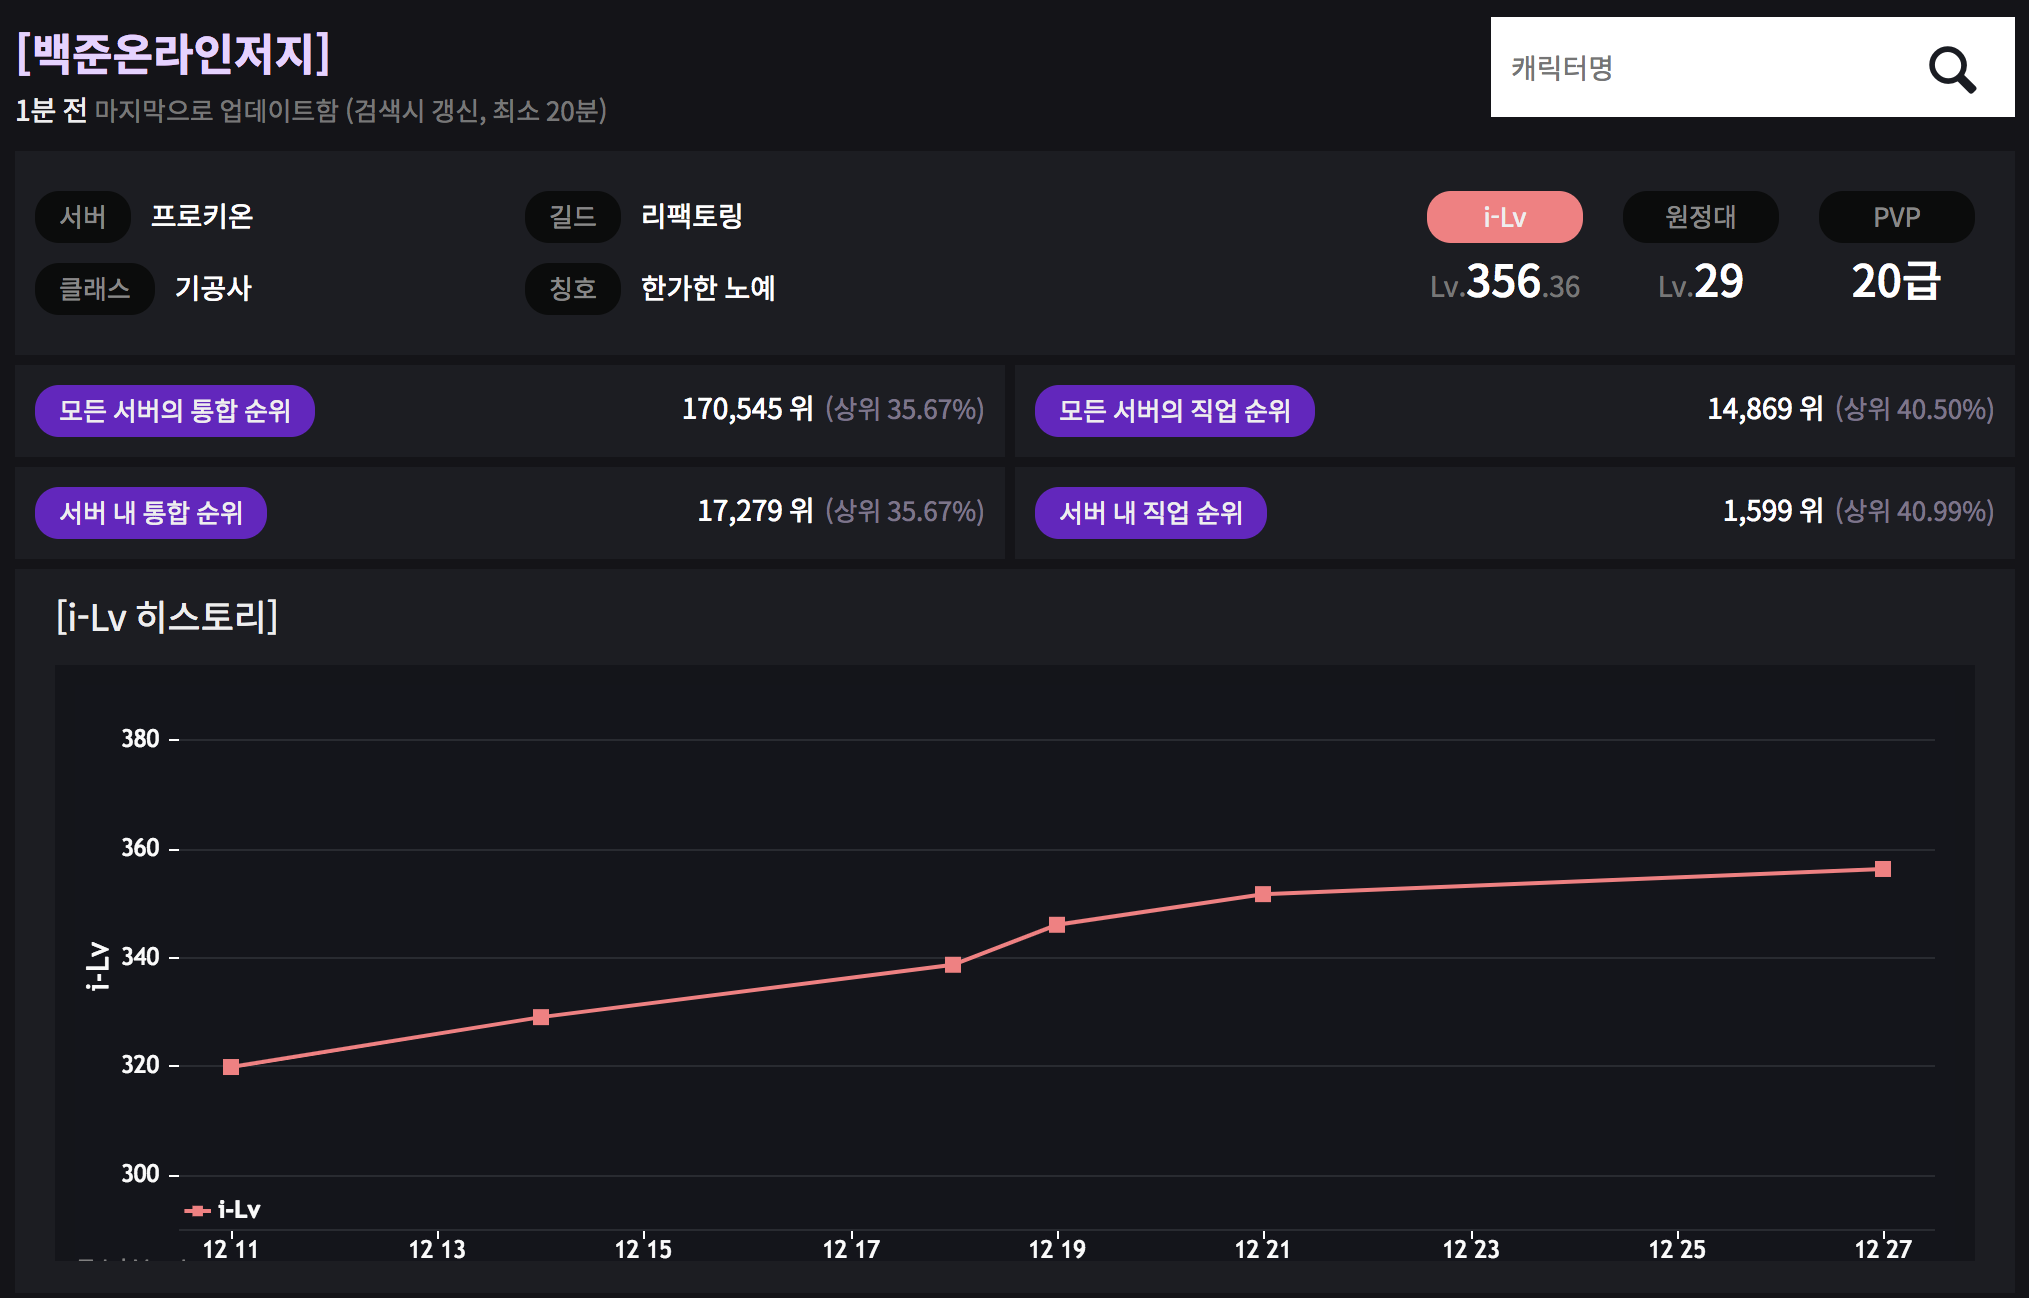 [백준온라인저지]
캐릭터명
1분 전 마지막으로 업데이트함 (검색시 갱신, 최소 20분)
서버 프로키온
길드 리팩토링
i-Lv 원정대 PVP
클래스 기공사
칭호 한가한 노예
Lv.356.36 Lv.29 20급
모든 서버의 통합 순위 170,545 위 (상위 35.67%)
모든 서버의 직업 순위 14,869 위 (상위 40.50%)
서버 내 통합 순위 17,279 위 (상위 35.67%)
서버 내 직업 순위 1,599 위 (상위 40.99%)
[i-Lv 히스토리]
380
360
340
320
300
i-Lv
i-Lv
12'11 12'13 12'15 12'17 12'19 12'21 12'23 12'25 12'27